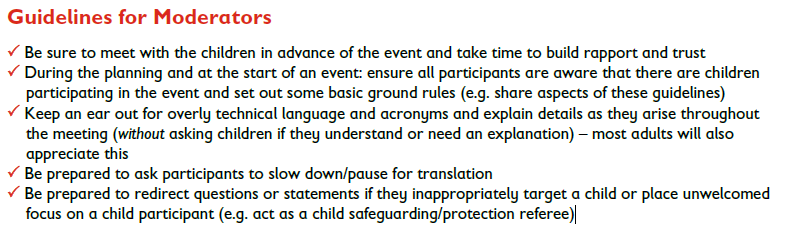 Guidelines for Moderators
✓ Be sure to meet with the children in advance of the event and take time to build rapport and trust
✓ During the planning and at the start of an event: ensure all participants are aware that there are children
participating in the event and set out some basic ground rules (e.g. share aspects of these guidelines)
✓ Keep an ear out for overly technical language and acronyms and explain details as they arise throughout
the meeting (without asking children if they understand or need an explanation) – most adults will also
appreciate this
✓ Be prepared to ask participants to slow down/pause for translation
✓ Be prepared to redirect questions or statements if they inappropriately target a child or place unwelcomed
focus on a child participant (e.g. act as a child safeguarding/protection referee)